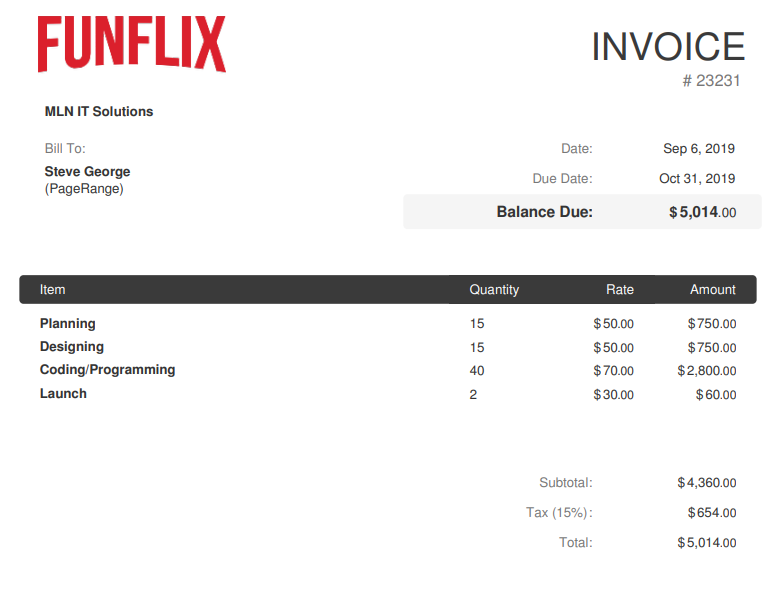 FUNFLIX
INVOICE
# 23231
MLN IT Solutions
Bill To:
Steve George
(PageRange)
Date: Sep 6, 2019
Due Date: Oct 31, 2019
Balance Due: $5,014.00
Item Quantity Rate Amount
Planning 15 $50.00 $750.00
Designing 15 $50.00 $750.00
Coding/Programming 40 $70.00 $2,800.00
Launch 2 $30.00 $60.00
Subtotal: $4,360.00
Tax (15%): $654.00
Total: $5,014.00